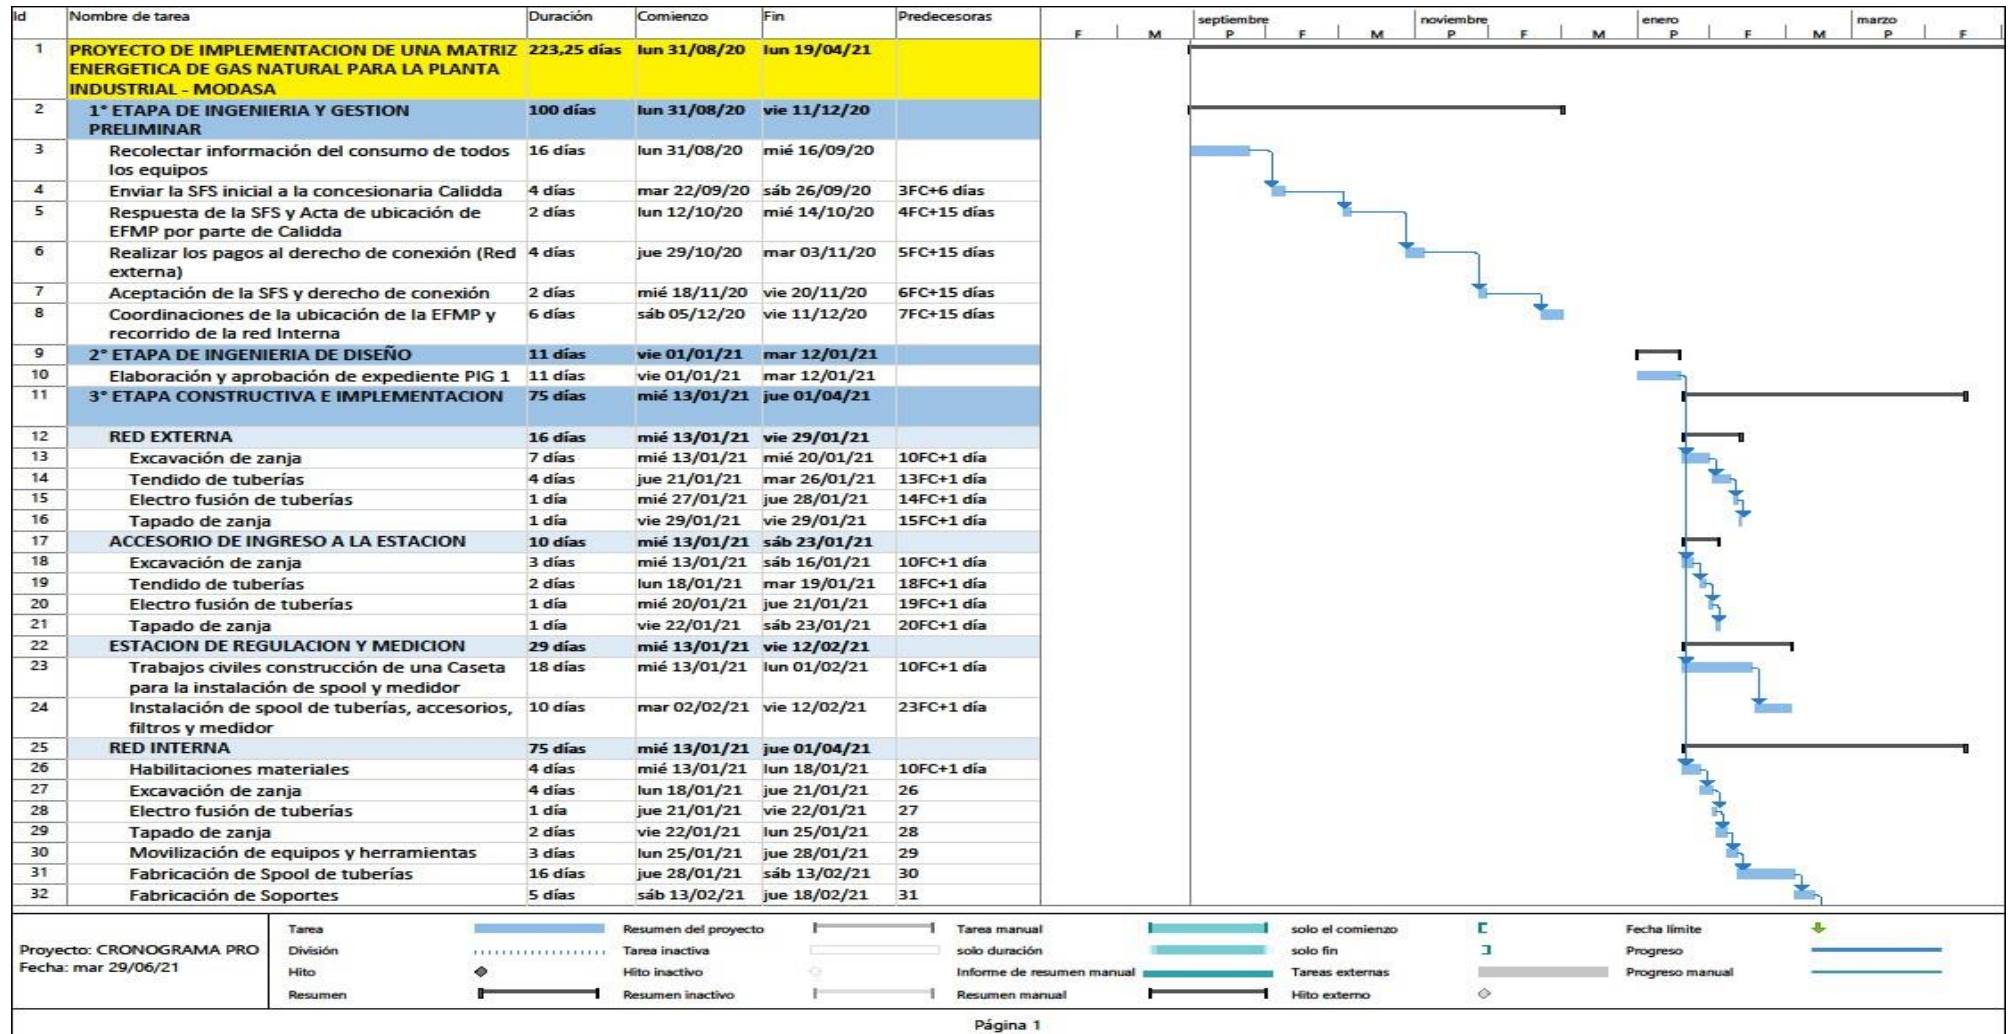 Id Nombre de tarea Duración Comienzo Fin Predecesoras septiembre noviembre enero marzo
F M P F M P F M P F M P F
1 PROYECTO DE IMPLEMENTACION DE UNA MATRIZ 223,25 días lun 31/08/20 lun 19/04/21
ENERGETICA DE GAS NATURAL PARA LA PLANTA
INDUSTRIAL - MODASA
2 1° ETAPA DE INGENIERIA Y GESTION 100 días lun 31/08/20 vie 11/12/20
PRELIMINAR
3 Recolectar información del consumo de todos 16 días lun 31/08/20 mié 16/09/20
los equipos
4 Enviar la SFS inicial a la concesionaria Calidda 4 días mar 22/09/20 sáb 26/09/20 3FC+6 días
5 Respuesta de la SFS y Acta de ubicación de 2 días lun 12/10/20 mié 14/10/20 4FC+15 días
EFMP por parte de Calidda
6 Realizar los pagos al derecho de conexión (Red 4 días jue 29/10/20 mar 03/11/20 5FC+15 días
externa)
7 Aceptación de la SFS y derecho de conexión 2 días mié 18/11/20 vie 20/11/20 6FC+15 días
8 Coordinaciones de la ubicación de la EFMP y 6 días sáb 05/12/20 vie 11/12/20 7FC+15 días
recorrido de la red Interna
9 2° ETAPA DE INGENIERIA DE DISEÑO 11 días vie 01/01/21 mar 12/01/21
10 Elaboración y aprobación de expediente PIG 1 11 días vie 01/01/21 mar 12/01/21
11 3° ETAPA CONSTRUCTIVA E IMPLEMENTACION 75 días mié 13/01/21 jue 01/04/21
12 RED EXTERNA 16 días mié 13/01/21 vie 29/01/21
13 Excavación de zanja 7 días mié 13/01/21 mié 20/01/21 10FC+1 día
14 Tendido de tuberías 4 días jue 21/01/21 mar 26/01/21 13FC+1 día
15 Electro fusión de tuberías 1 día mié 27/01/21 jue 28/01/21 14FC+1 día
16 Tapado de zanja 1 día vie 29/01/21 vie 29/01/21 15FC+1 día
17 ACCESORIO DE INGRESO A LA ESTACION 10 días mié 13/01/21 sáb 23/01/21
18 Excavación de zanja 3 días mié 13/01/21 sáb 16/01/21 10FC+1 día
19 Tendido de tuberías 2 días lun 18/01/21 mar 19/01/21 18FC+1 día
20 Electro fusión de tuberías 1 día mié 20/01/21 jue 21/01/21 19FC+1 día
21 Tapado de zanja 1 día vie 22/01/21 sáb 23/01/21 20FC+1 día
22 ESTACION DE REGULACION Y MEDICION 29 días mié 13/01/21 vie 12/02/21
23 Trabajos civiles construcción de una Caseta 18 días mié 13/01/21 lun 01/02/21 10FC+1 día
para la instalación de spool y medidor
24 Instalación de spool de tuberías, accesorios, 10 días mar 02/02/21 vie 12/02/21 23FC+1 día
filtros y medidor
25 RED INTERNA 75 días mié 13/01/21 jue 01/04/21
26 Habilitaciones materiales 4 días mié 13/01/21 lun 18/01/21 10FC+1 día
27 Excavación de zanja 4 días lun 18/01/21 jue 21/01/21 26
28 Electro fusión de tuberías 1 día jue 21/01/21 vie 22/01/21 27
29 Tapado de zanja 2 días vie 22/01/21 lun 25/01/21 28
30 Movilización de equipos y herramientas 3 días lun 25/01/21 jue 28/01/21 29
31 Fabricación de Spool de tuberías 16 días jue 28/01/21 sáb 13/02/21 30
32 Fabricación de Soportes 5 días sáb 13/02/21 jue 18/02/21 31
Proyecto: CRONOGRAMA PRO
Fecha: mar 29/06/21
Tarea Resumen del proyecto Tarea manual solo el comienzo Fecha límite
División Tarea inactiva solo duración solo fin Progreso
Hito Hito inactivo Informe de resumen manual Tareas externas Progreso manual
Resumen Resumen inactivo Resumen manual Hito externo
Página 1